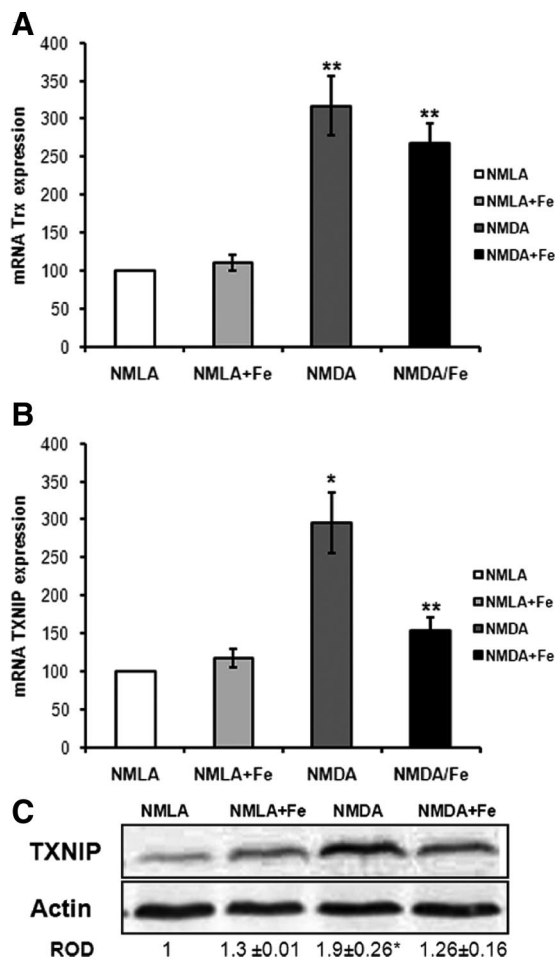 A
mRNA Trx expression
400
350
300
250
200
150
100
50
0
**
**
NMLA
NMLA+Fe
NMDA
NMDA/Fe
NMLA
NMLA+Fe
NMDA
NMDA+Fe
B
mRNA TXNIP expression
400
350
300
250
200
150
100
50
0
*
**
NMLA
NMLA+Fe
NMDA
NMDA/Fe
NMLA
NMLA+Fe
NMDA
NMDA+Fe
C
NMLA NMLA+Fe NMDA NMDA+Fe
TXNIP
Actin
ROD 1 1.3 ±0.01 1.9±0.26* 1.26±0.16